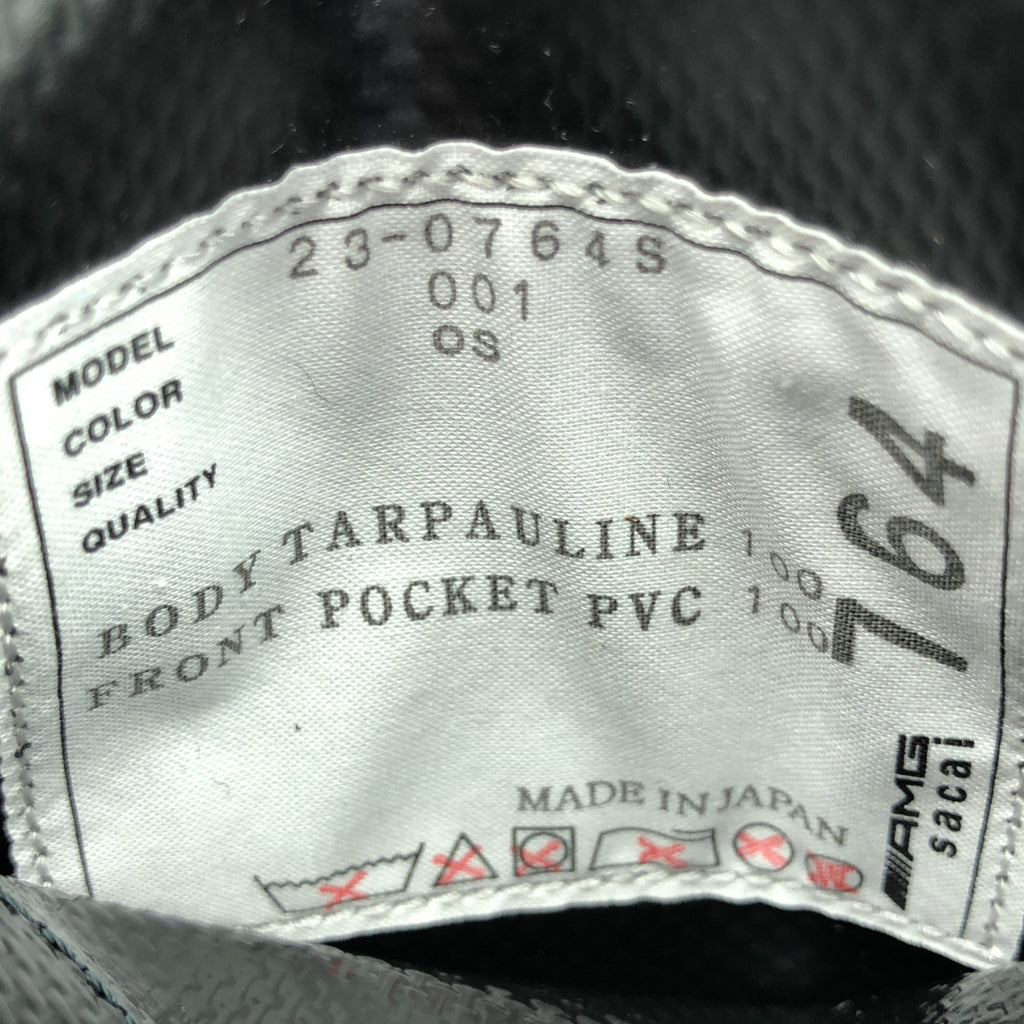 MODEL 23-0764S
COLOR 001
SIZE OS
QUALITY
BODY TARPAULINE 100
FRONT POCKET PVC 100
MADE IN JAPAN
764
AMG
sacai